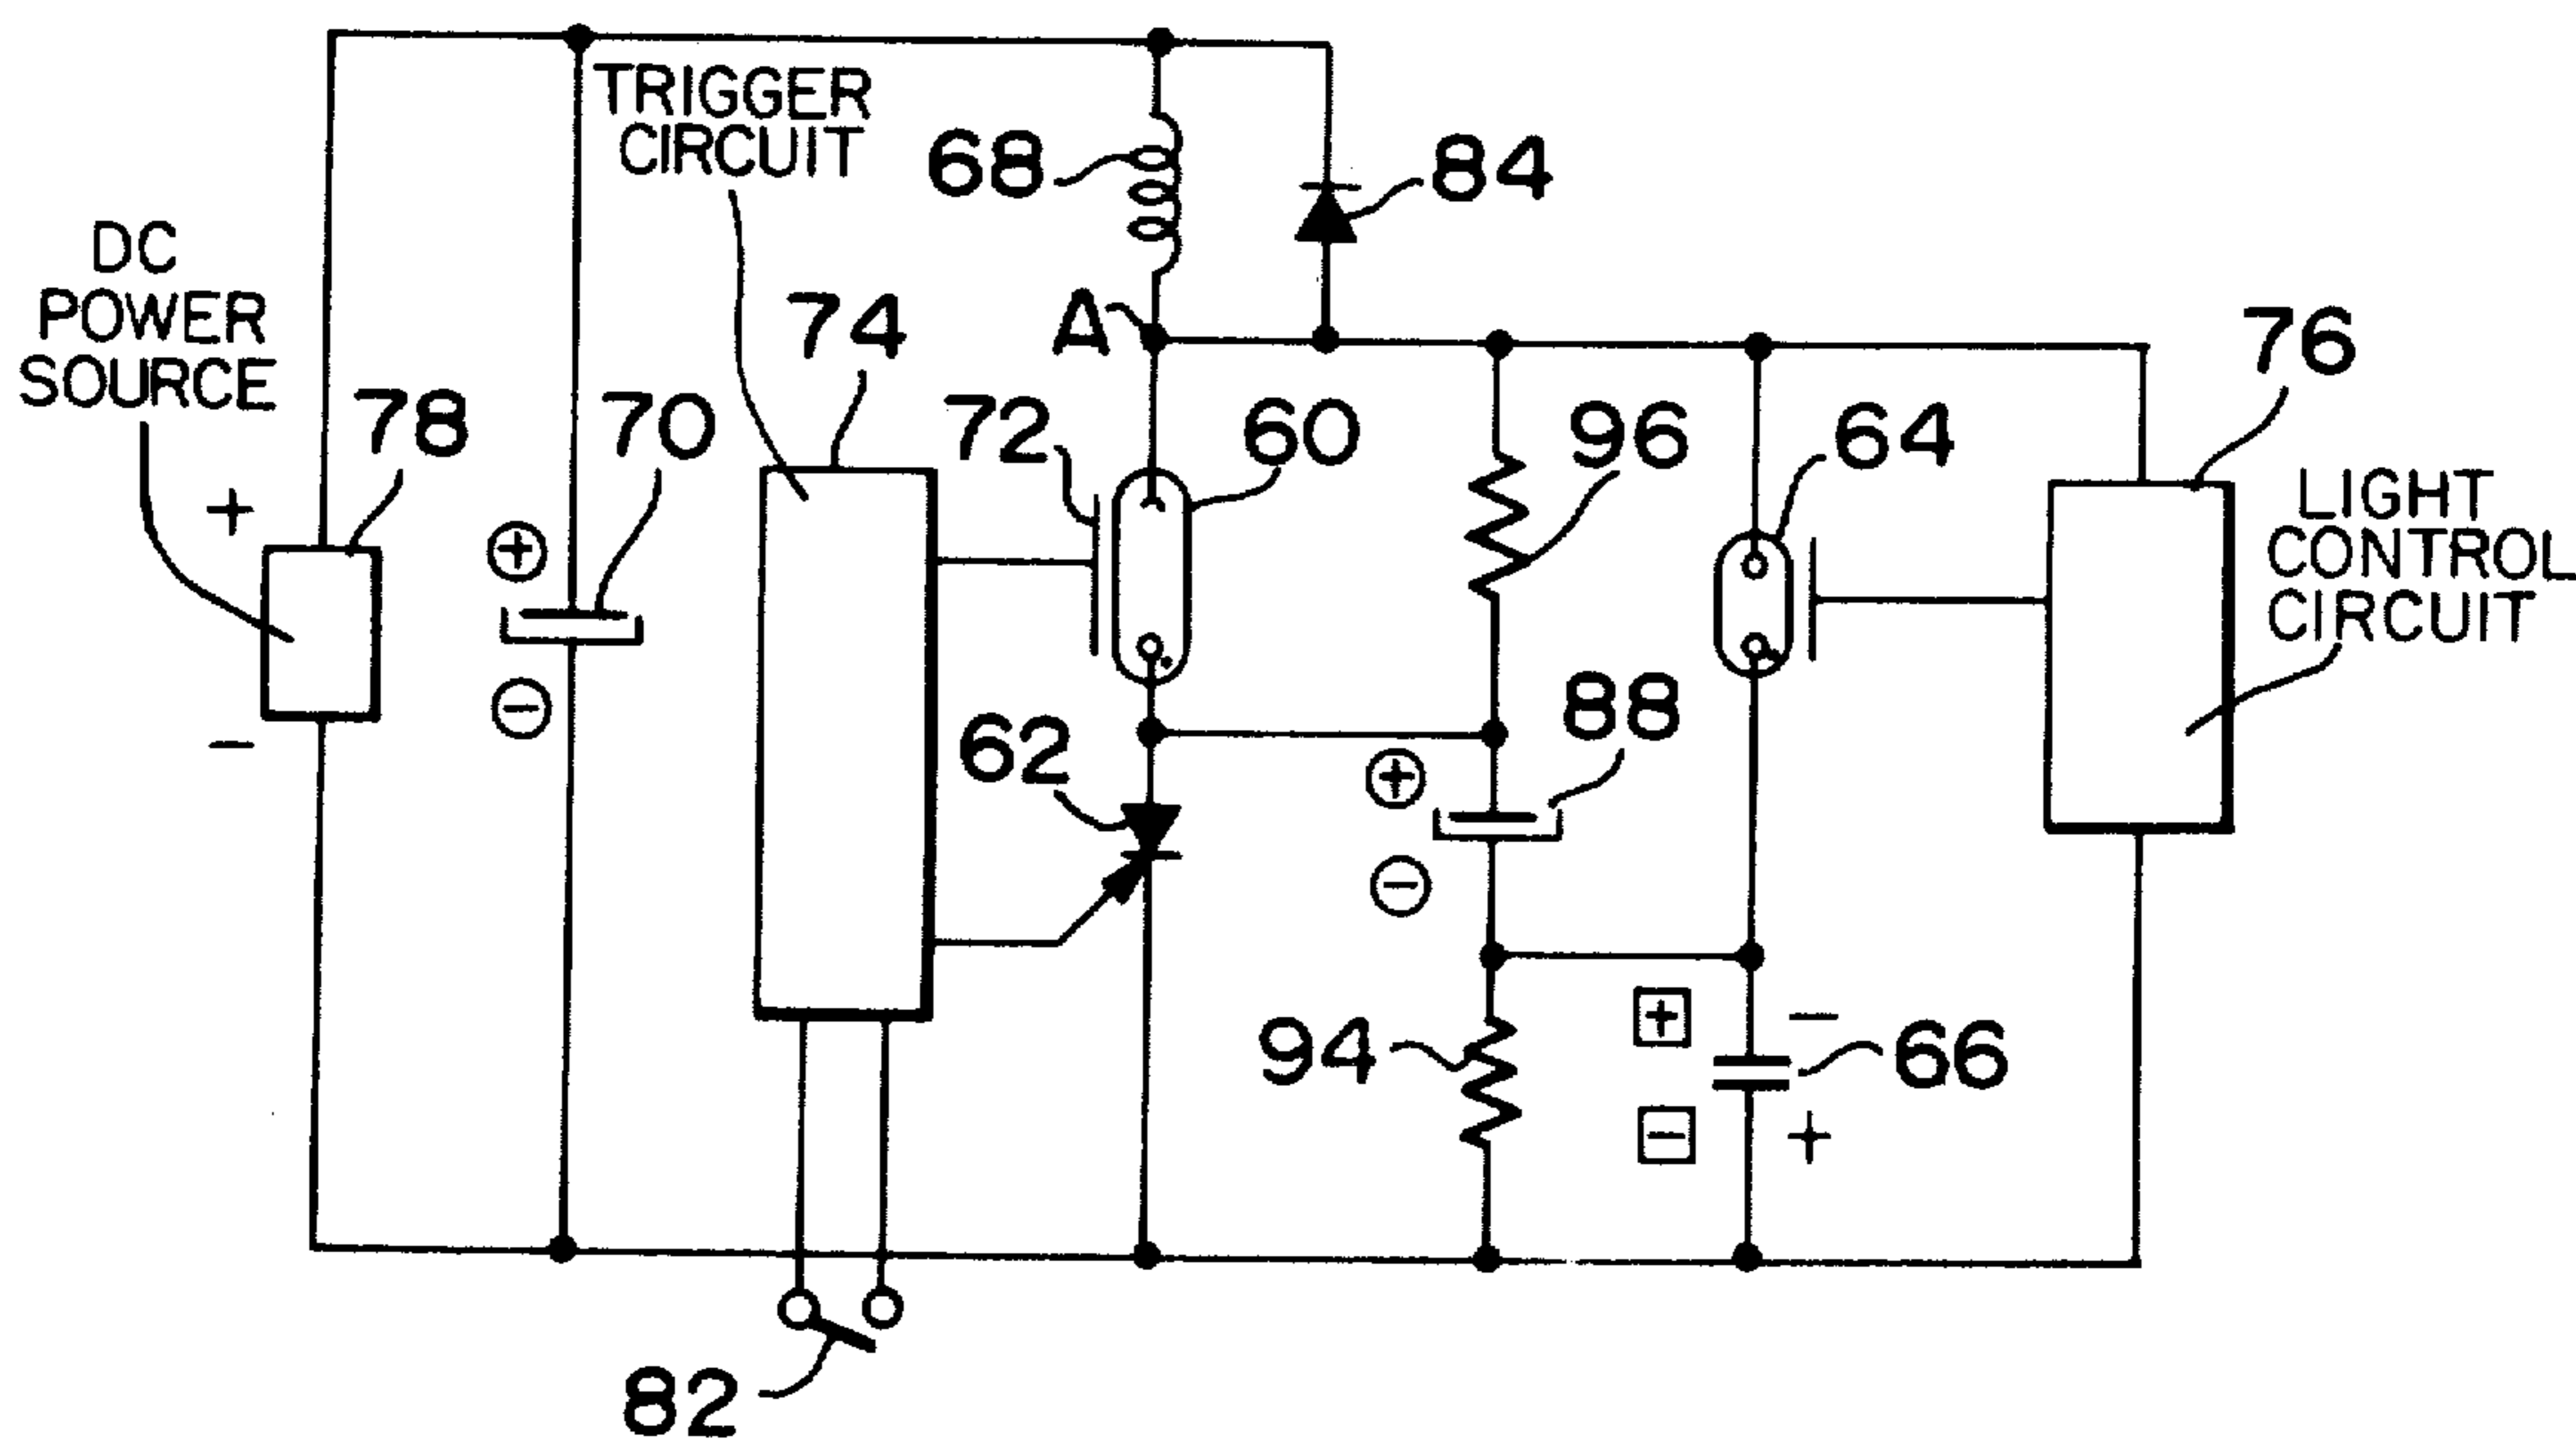 TRIGGER
CIRCUIT
68
84
DC
POWER
SOURCE
74
A
76
78
70
72
60
96
64
LIGHT
CONTROL
CIRCUIT
+
+
−
−
62
88
+
−
94
+
−
66
−
+
82